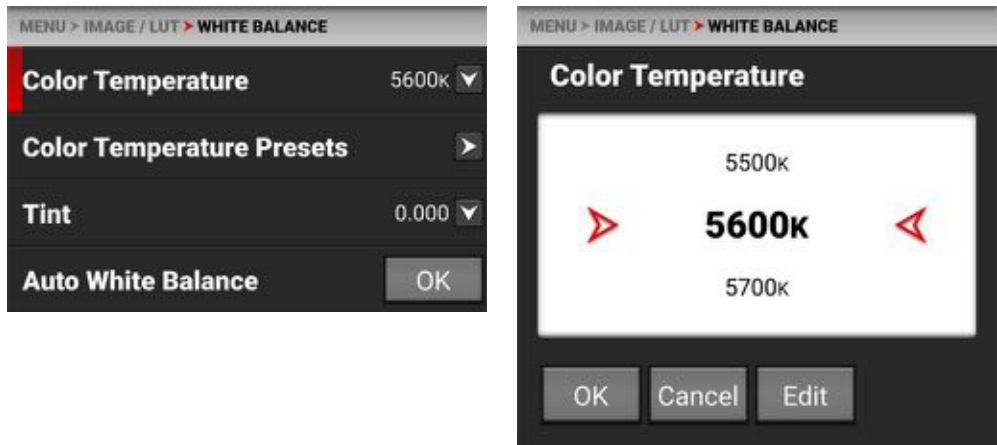 MENU > IMAGE / LUT > WHITE BALANCE
Color Temperature 5600K
Color Temperature Presets
Tint 0.000
Auto White Balance OK
MENU > IMAGE / LUT > WHITE BALANCE
Color Temperature
5500K
5600K
5700K
OK Cancel Edit